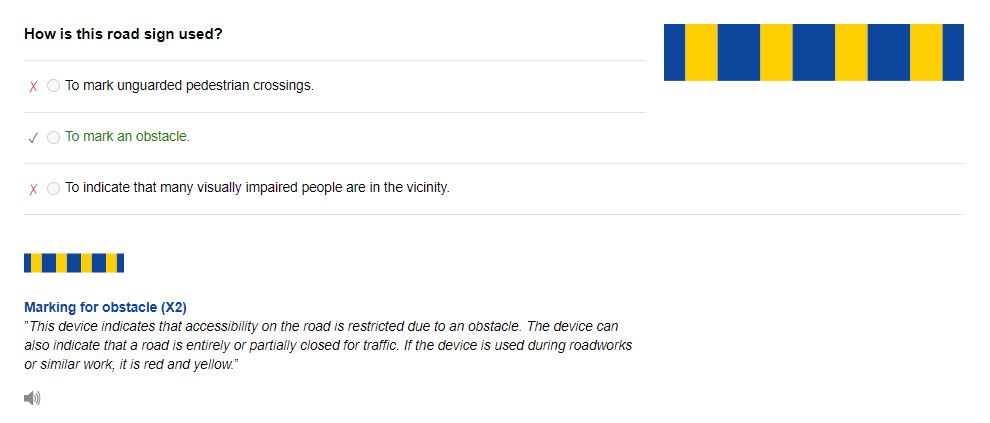 How is this road sign used?
✗ To mark unguarded pedestrian crossings.
✓ To mark an obstacle.
✗ To indicate that many visually impaired people are in the vicinity.
Marking for obstacle (X2)
"This device indicates that accessibility on the road is restricted due to an obstacle. The device can
also indicate that a road is entirely or partially closed for traffic. If the device is used during roadworks
or similar work, it is red and yellow."